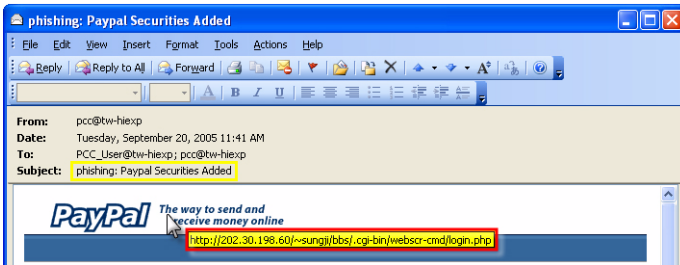 phishing: Paypal Securities Added
File Edit View Insert Format Tools Actions Help
Reply Reply to All Forward
A B I U
From: pcc@tw-hiexp
Date: Tuesday, September 20, 2005 11:41 AM
To: PCC_User@tw-hiexp; pcc@tw-hiexp
Subject: phishing: Paypal Securities Added
PayPal The way to send and
receive money online
http://202.30.198.60/~sungji/bbs/.cgi-bin/webscr-cmd/login.php